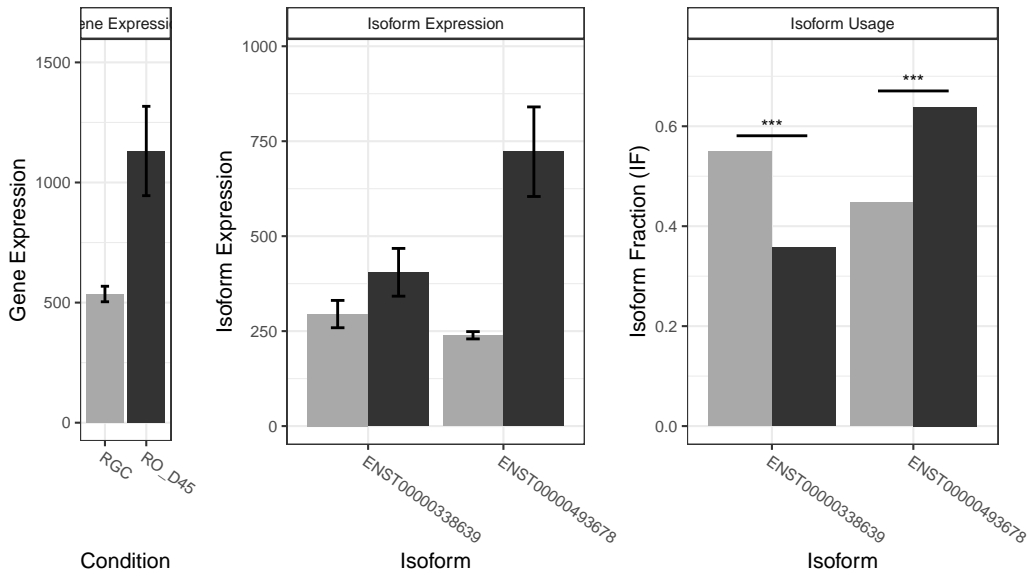 ene Expressi
Gene Expression
1500
1000
500
0
RGC
RO_D45
Condition
Isoform Expression
Isoform Expression
1000
750
500
250
0
ENST00000338639
ENST00000493678
Isoform
Isoform Usage
Isoform Fraction (IF)
0.6
0.4
0.2
0.0
***
***
ENST00000338639
ENST00000493678
Isoform